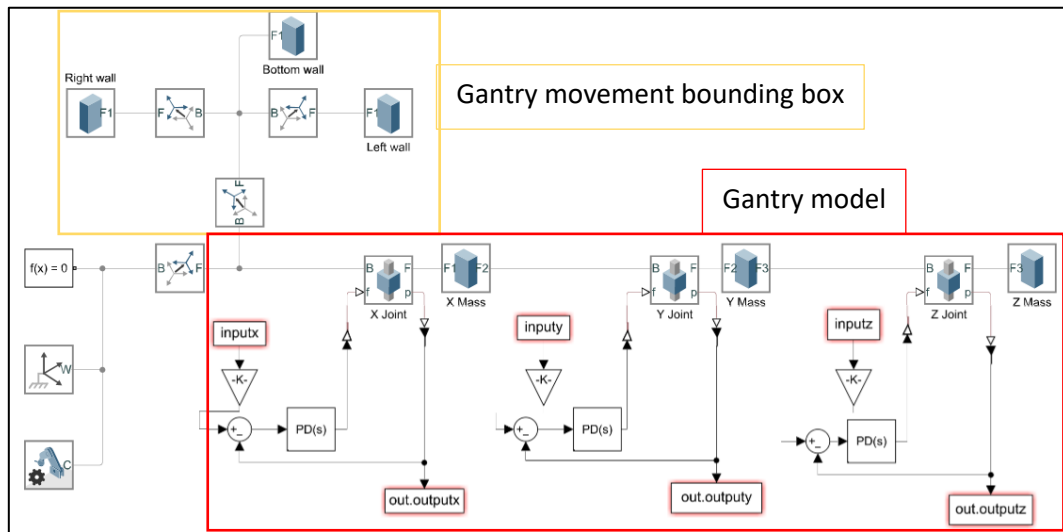 F1
Bottom wall
Right wall
F1
F
B
B
F
F1
Left wall
Gantry movement bounding box
F
B
Gantry model
f(x) = 0
B
F
B
F
f
p
X Joint
F1
F2
X Mass
B
F
f
p
Y Joint
F2
F3
Y Mass
B
F
f
p
Z Joint
F3
Z Mass
inputx
inputy
inputz
W
-K-
-K-
-K-
+
-
PD(s)
+
-
PD(s)
+
-
PD(s)
C
out.outputx
out.outputy
out.outputz